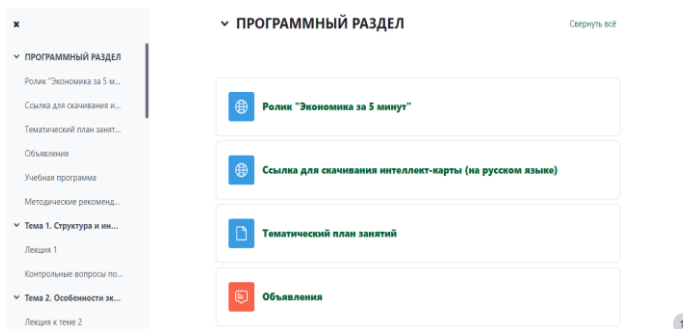 ПРОГРАММНЫЙ РАЗДЕЛ
Ролик "Экономика за 5 м...
Ссылка для скачивания и...
Тематический план занят...
Объявления
Учебная программа
Методические рекоменд...
Тема 1. Структура и ин...
Лекция 1
Контрольные вопросы по...
Тема 2. Особенности эк...
Лекция к теме 2
ПРОГРАММНЫЙ РАЗДЕЛ
Свернуть всё
Ролик "Экономика за 5 минут"
Ссылка для скачивания интеллект-карты (на русском языке)
Тематический план занятий
Объявления